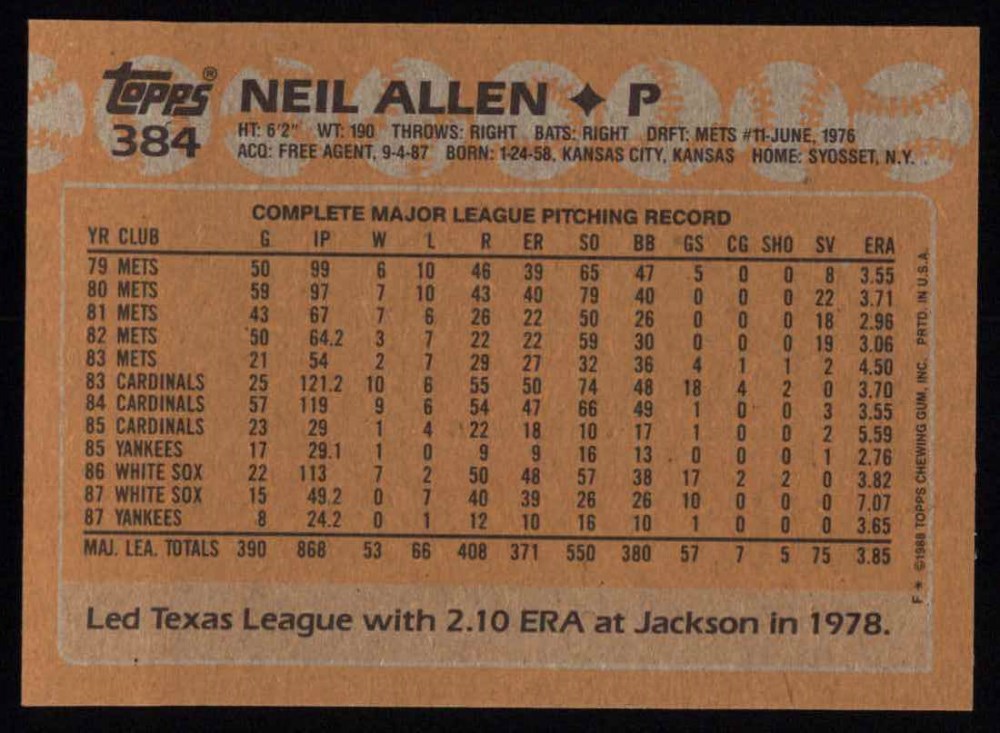 topps® NEIL ALLEN ✦ P
384 HT: 6'2" WT: 190 THROWS: RIGHT BATS: RIGHT DRFT: METS #11-JUNE, 1976
ACQ: FREE AGENT, 9-4-87 BORN: 1-24-58, KANSAS CITY, KANSAS HOME: SYOSSET, N.Y.
COMPLETE MAJOR LEAGUE PITCHING RECORD
YR CLUB G IP W L R ER SO BB GS CG SHO SV ERA
79 METS 50 99 6 10 46 39 65 47 5 0 0 8 3.55
80 METS 59 97 7 10 43 40 79 40 0 0 0 22 3.71
81 METS 43 67 7 6 26 22 50 26 0 0 0 18 2.96
82 METS 50 64.2 3 7 22 22 59 30 0 0 0 19 3.06
83 METS 21 54 2 7 29 27 32 36 4 1 1 2 4.50
83 CARDINALS 25 121.2 10 6 55 50 74 48 18 4 2 0 3.70
84 CARDINALS 57 119 9 6 54 47 66 49 1 0 0 3 3.55
85 CARDINALS 23 29 1 4 22 18 10 17 1 0 0 2 5.59
85 YANKEES 17 29.1 1 0 9 9 16 13 0 0 0 1 2.76
86 WHITE SOX 22 113 7 2 50 48 57 38 17 2 2 0 3.82
87 WHITE SOX 15 49.2 0 7 40 39 26 26 10 0 0 0 7.07
87 YANKEES 8 24.2 0 1 12 10 16 10 1 0 0 0 3.65
MAJ. LEA. TOTALS 390 868 53 66 408 371 550 380 57 7 5 75 3.85
Led Texas League with 2.10 ERA at Jackson in 1978.
F* ©1988 TOPPS CHEWING GUM, INC. PRTD. IN U.S.A.